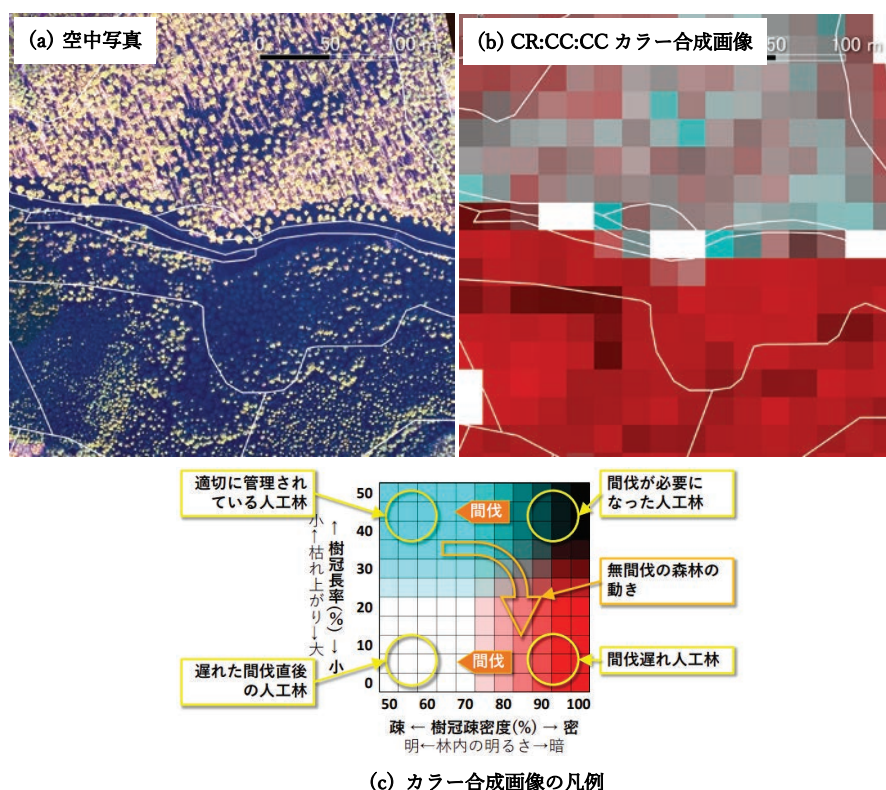 (a) 空中写真
0 50 100 m
(b) CR:CC:CC カラー合成画像
50 100 m
適切に管理され
ている人工林
間伐が必要に
なった人工林
無間伐の森林の
動き
間伐遅れ人工林
遅れた間伐直後
の人工林
間伐
間伐
小←枯れ上がり→大
← 樹冠長率(%) → 小
50
40
30
20
10
0
50 60 70 80 90 100
疎 ← 樹冠疎密度(%) → 密
明←林内の明るさ→暗
(c) カラー合成画像の凡例